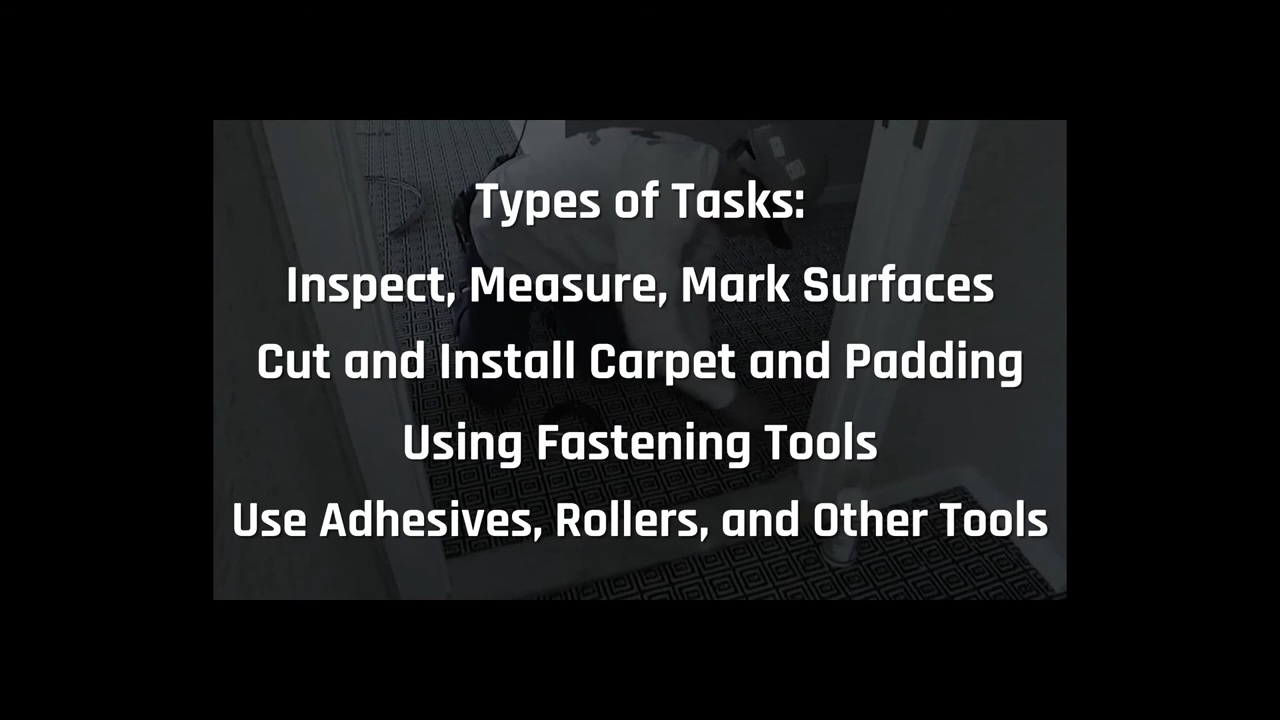 Types of Tasks:
Inspect, Measure, Mark Surfaces
Cut and Install Carpet and Padding
Using Fastening Tools
Use Adhesives, Rollers, and Other Tools